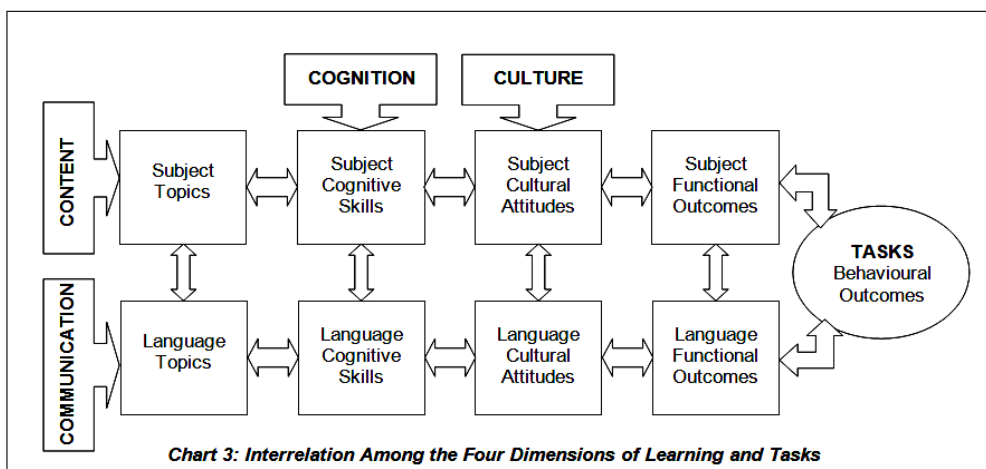 COGNITION
CULTURE
CONTENT
Subject
Topics
Subject
Cognitive
Skills
Subject
Cultural
Attitudes
Subject
Functional
Outcomes
TASKS
Behavioural
Outcomes
COMMUNICATION
Language
Topics
Language
Cognitive
Skills
Language
Cultural
Attitudes
Language
Functional
Outcomes
Chart 3: Interrelation Among the Four Dimensions of Learning and Tasks